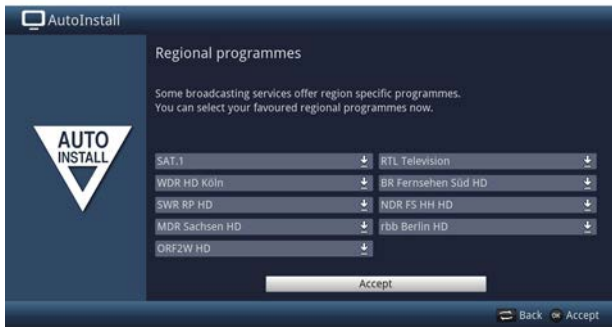 AutoInstall
Regional programmes
Some broadcasting services offer region specific programmes.
You can select your favoured regional programmes now.
AUTO
INSTALL
SAT.1
RTL Television
WDR HD Köln
BR Fernsehen Süd HD
SWR RP HD
NDR FS HH HD
MDR Sachsen HD
rbb Berlin HD
ORF2W HD
Accept
Back OK Accept